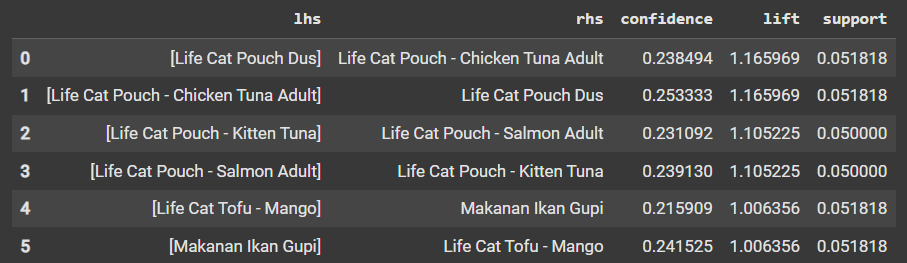 lhs rhs confidence lift support
0 [Life Cat Pouch Dus] Life Cat Pouch - Chicken Tuna Adult 0.238494 1.165969 0.051818
1 [Life Cat Pouch - Chicken Tuna Adult] Life Cat Pouch Dus 0.253333 1.165969 0.051818
2 [Life Cat Pouch - Kitten Tuna] Life Cat Pouch - Salmon Adult 0.231092 1.105225 0.050000
3 [Life Cat Pouch - Salmon Adult] Life Cat Pouch - Kitten Tuna 0.239130 1.105225 0.050000
4 [Life Cat Tofu - Mango] Makanan Ikan Gupi 0.215909 1.006356 0.051818
5 [Makanan Ikan Gupi] Life Cat Tofu - Mango 0.241525 1.006356 0.051818